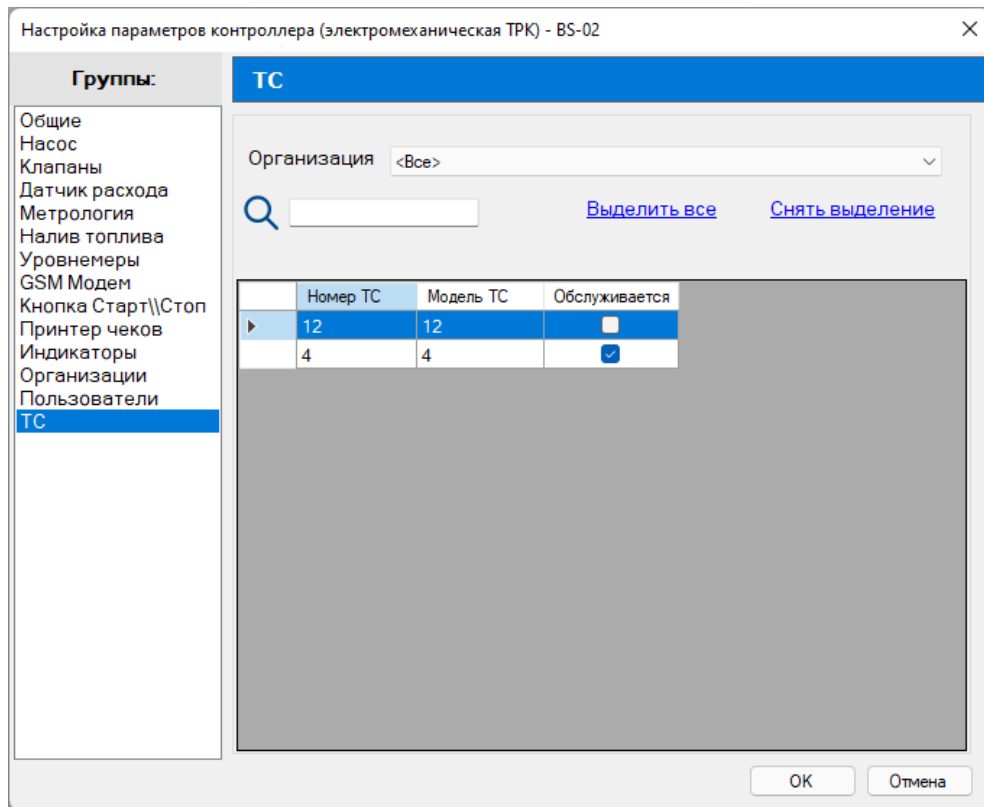 Настройка параметров контроллера (электромеханическая ТРК) - BS-02
Группы:
Общие
Насос
Клапаны
Датчик расхода
Метрология
Налив топлива
Уровнемеры
GSM Модем
Кнопка Старт\\Стоп
Принтер чеков
Индикаторы
Организации
Пользователи
ТС
ТС
Организация <Все>
Выделить все Снять выделение
Номер ТС Модель ТС Обслуживается
12 12
4 4
OK Отмена